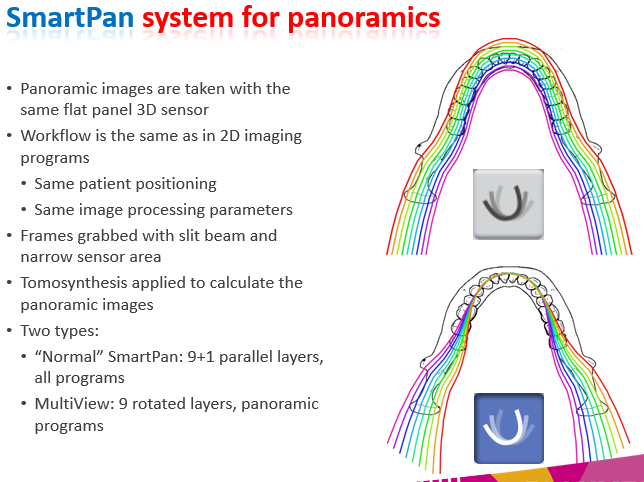 SmartPan system for panoramics
• Panoramic images are taken with the
same flat panel 3D sensor
• Workflow is the same as in 2D imaging
programs
• Same patient positioning
• Same image processing parameters
• Frames grabbed with slit beam and
narrow sensor area
• Tomosynthesis applied to calculate the
panoramic images
• Two types:
• “Normal” SmartPan: 9+1 parallel layers,
all programs
• MultiView: 9 rotated layers, panoramic
programs